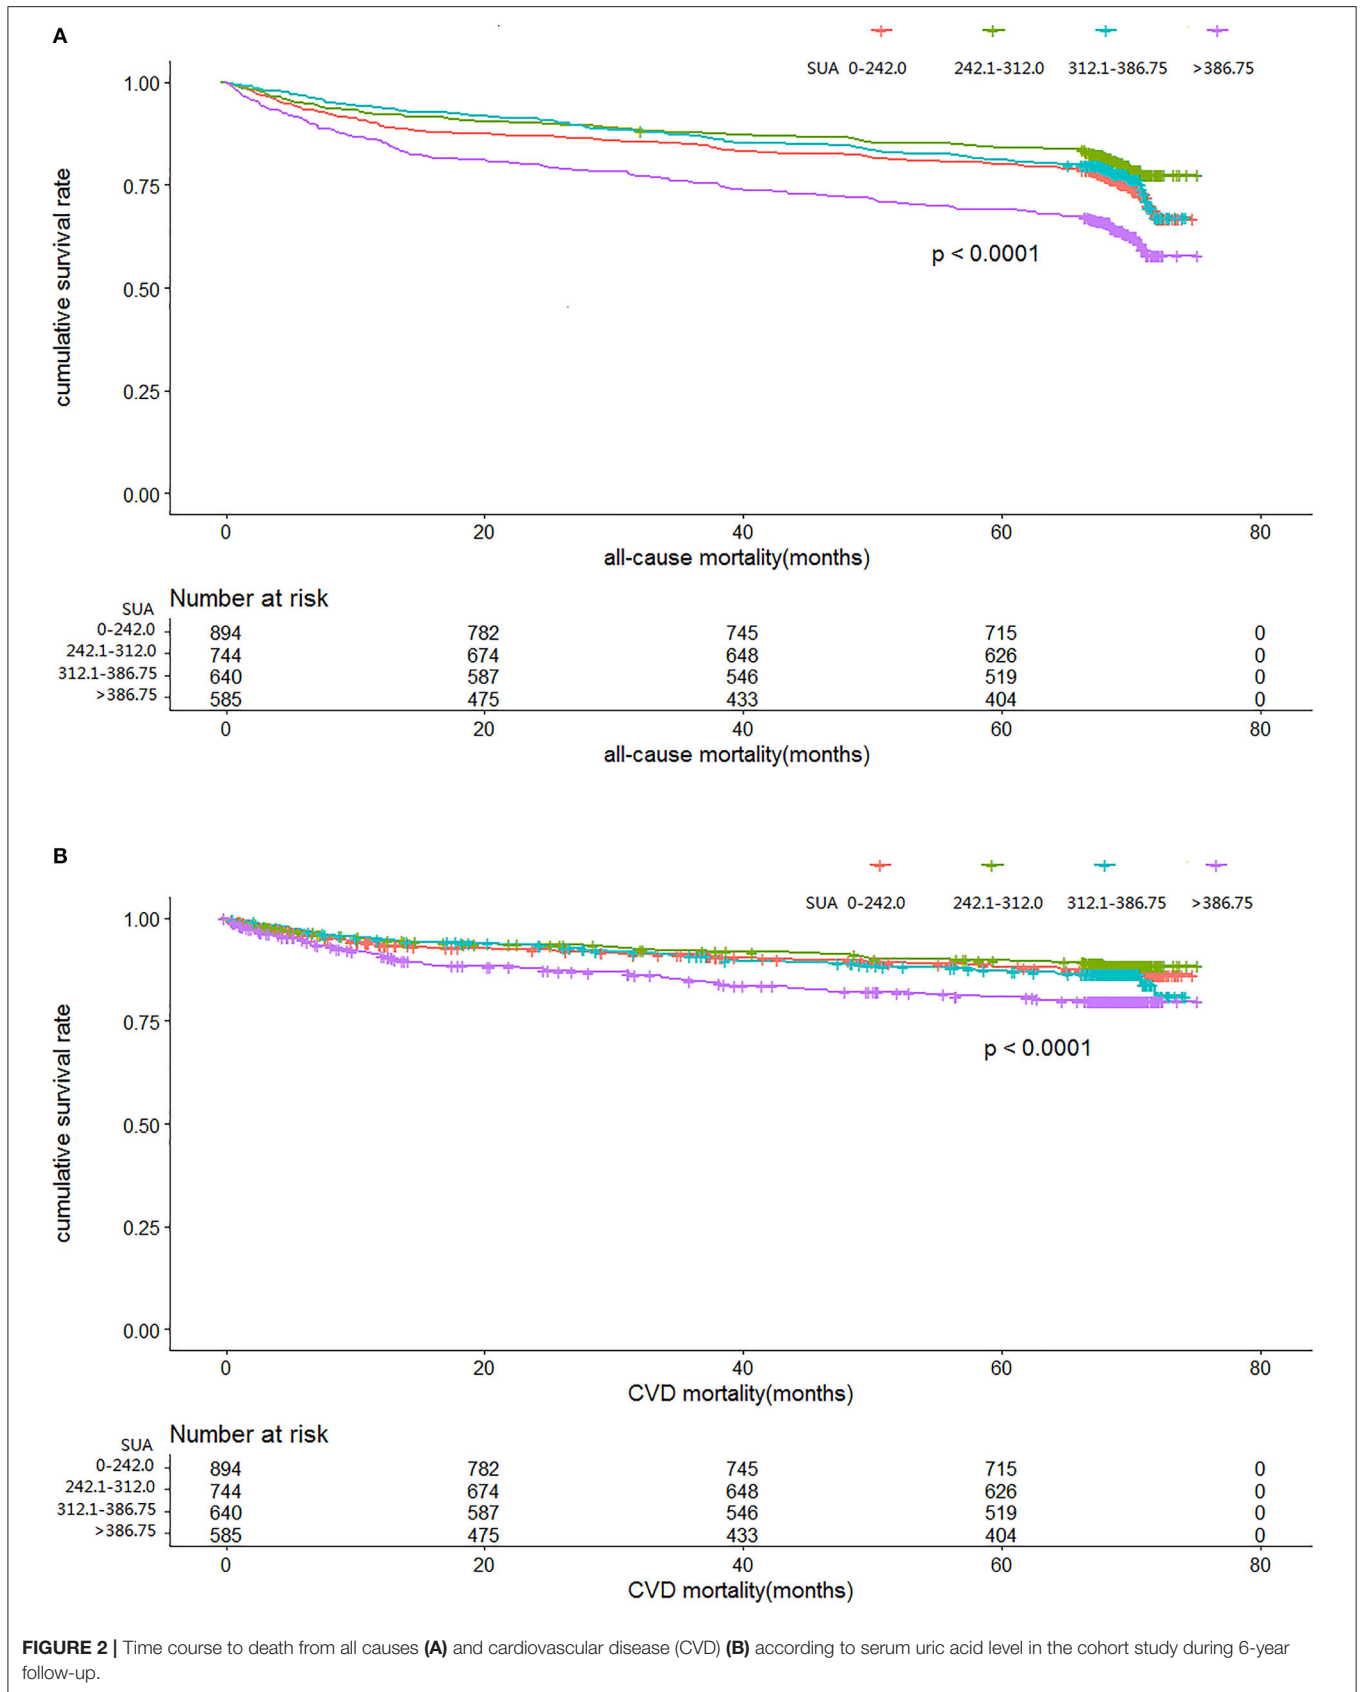 A
SUA 0-242.0 242.1-312.0 312.1-386.75 >386.75
1.00
0.75
0.50
0.25
0.00
cumulative survival rate
p < 0.0001
0 20 40 60 80
all-cause mortality(months)
Number at risk
SUA
0-242.0 894 782 745 715 0
242.1-312.0 744 674 648 626 0
312.1-386.75 640 587 546 519 0
>386.75 585 475 433 404 0
0 20 40 60 80
all-cause mortality(months)
B
SUA 0-242.0 242.1-312.0 312.1-386.75 >386.75
1.00
0.75
0.50
0.25
0.00
cumulative survival rate
p < 0.0001
0 20 40 60 80
CVD mortality(months)
Number at risk
SUA
0-242.0 894 782 745 715 0
242.1-312.0 744 674 648 626 0
312.1-386.75 640 587 546 519 0
>386.75 585 475 433 404 0
0 20 40 60 80
CVD mortality(months)
FIGURE 2 | Time course to death from all causes (A) and cardiovascular disease (CVD) (B) according to serum uric acid level in the cohort study during 6-year
follow-up.